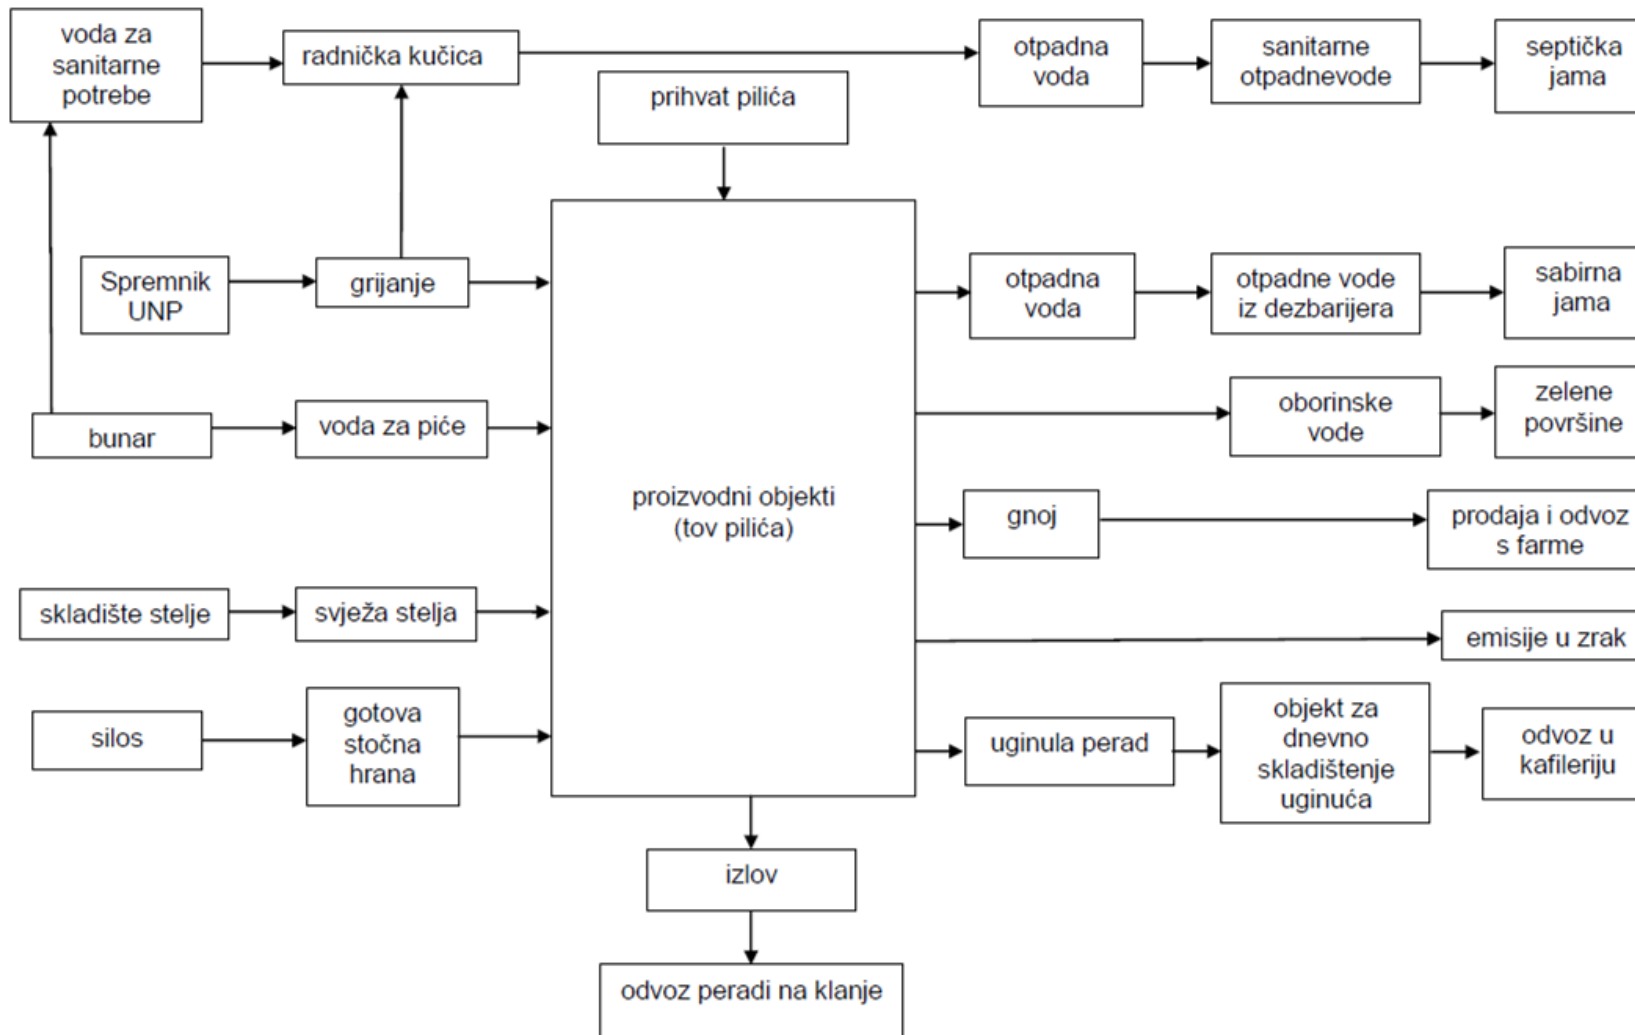 voda za
sanitarne
potrebe
radnička kučica
otpadna
voda
sanitarne
otpadnevode
septička
jama
prihvat pilića
Spremnik
UNP
grijanje
otpadna
voda
otpadne vode
iz dezbarijera
sabirna
jama
bunar
voda za piće
oborinske
vode
zelene
površine
proizvodni objekti
(tov pilića)
gnoj
prodaja i odvoz
s farme
skladište stelje
svježa stelja
emisije u zrak
silos
gotova
stočna
hrana
uginula perad
objekt za
dnevno
skladištenje
uginuća
odvoz u
kafileriju
izlov
odvoz peradi na klanje